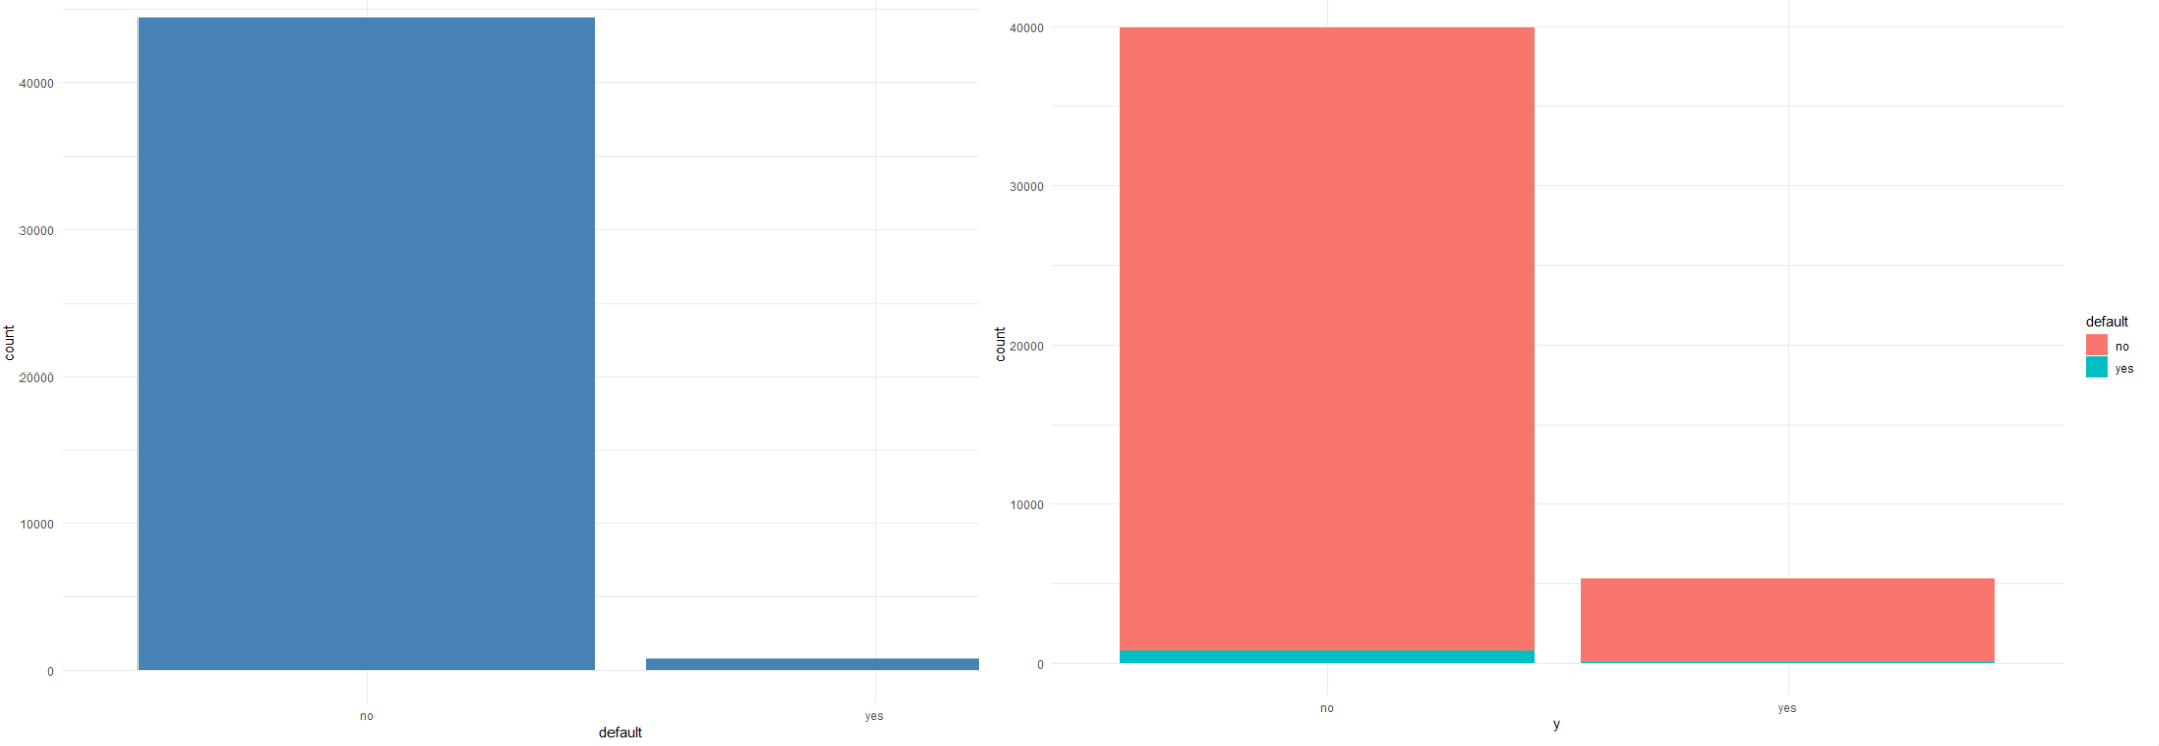 40000
30000
20000
10000
0
count
no
yes
default
40000
30000
20000
10000
0
count
no
yes
y
default
no
yes